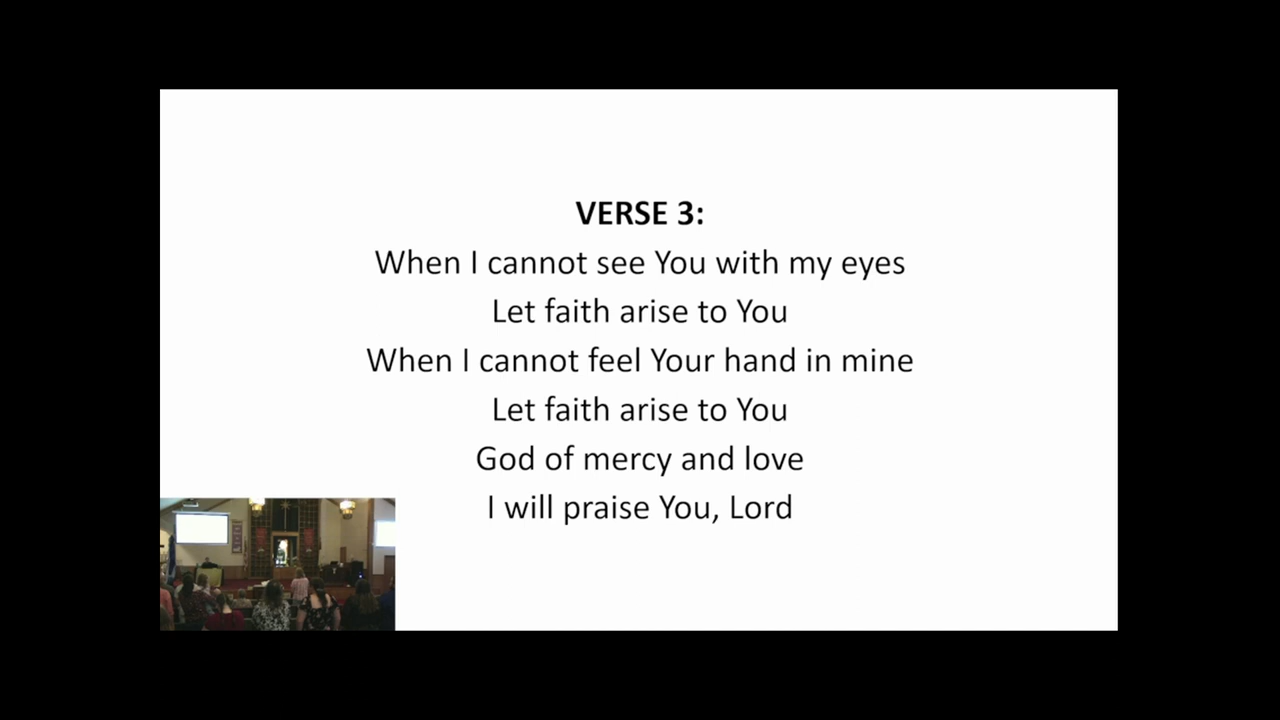 VERSE 3:
When I cannot see You with my eyes
Let faith arise to You
When I cannot feel Your hand in mine
Let faith arise to You
God of mercy and love
I will praise You, Lord